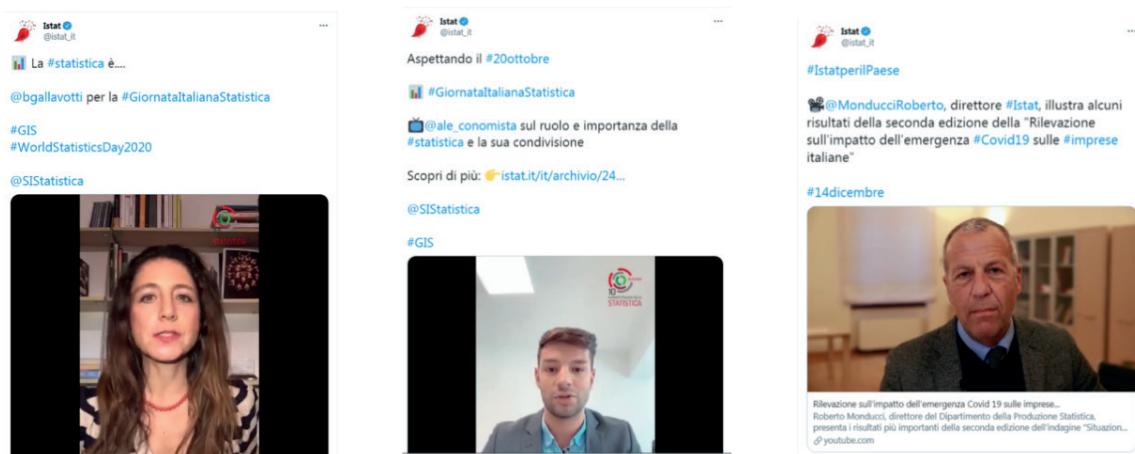 Istat
@istat_it
La #statistica è....
@bgallavotti per la #GiornataItalianaStatistica
#GIS
#WorldStatisticsDay2020
@SIStatistica
STATISTICA
Istat
@istat_it
Aspettando il #20ottobre
#GiornataItalianaStatistica
@ale_conomista sul ruolo e importanza della
#statistica e la sua condivisione
Scopri di più: istat.it/it/archivio/24...
@SIStatistica
#GIS
10
STATISTICA
Istat
@istat_it
#IstatperilPaese
@MonducciRoberto, direttore #Istat, illustra alcuni
risultati della seconda edizione della "Rilevazione
sull'impatto dell'emergenza #Covid19 sulle #imprese
italiane"
#14dicembre
Rilevazione sull'impatto dell'emergenza Covid 19 sulle imprese...
Roberto Monducci, direttore del Dipartimento della Produzione Statistica,
presenta i risultati più importanti della seconda edizione dell'indagine "Situazion...
youtube.com